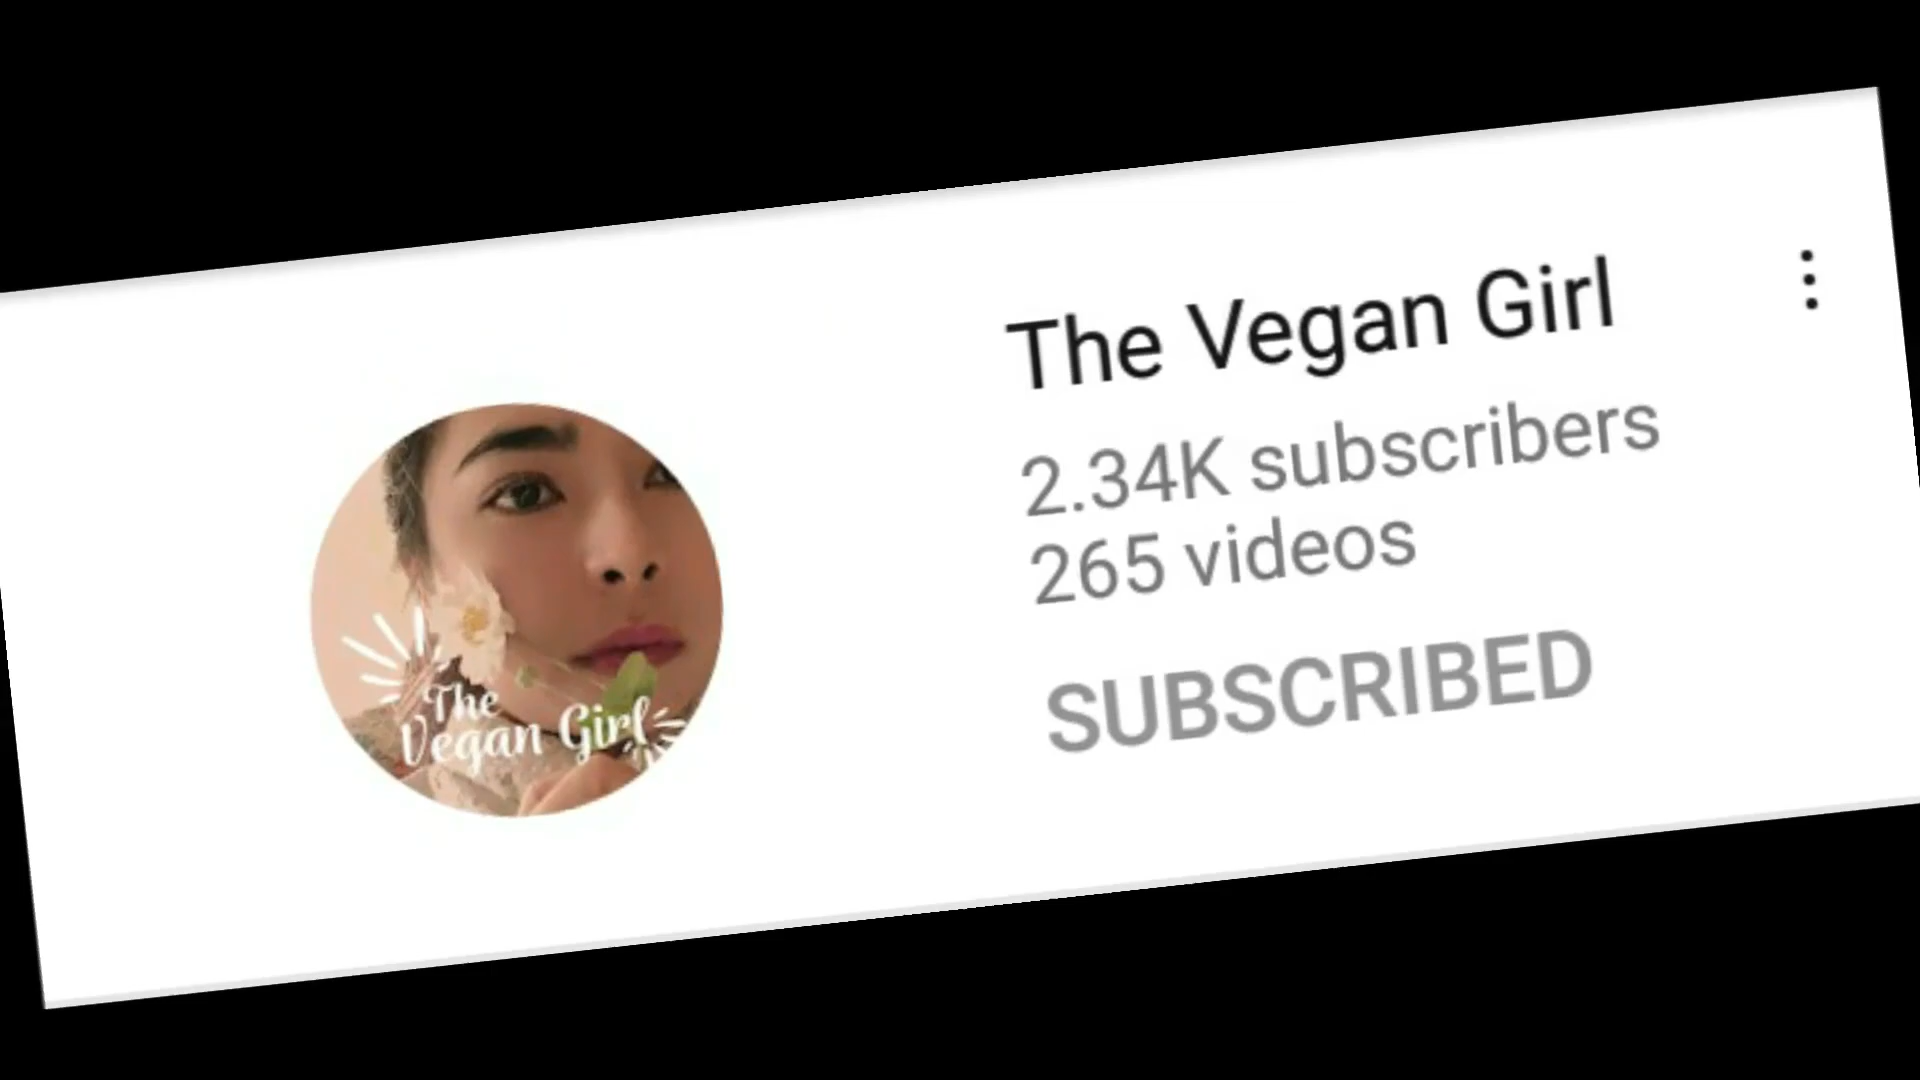 The Vegan Girl
2.34K subscribers
265 videos
SUBSCRIBED
The
Vegan Girl